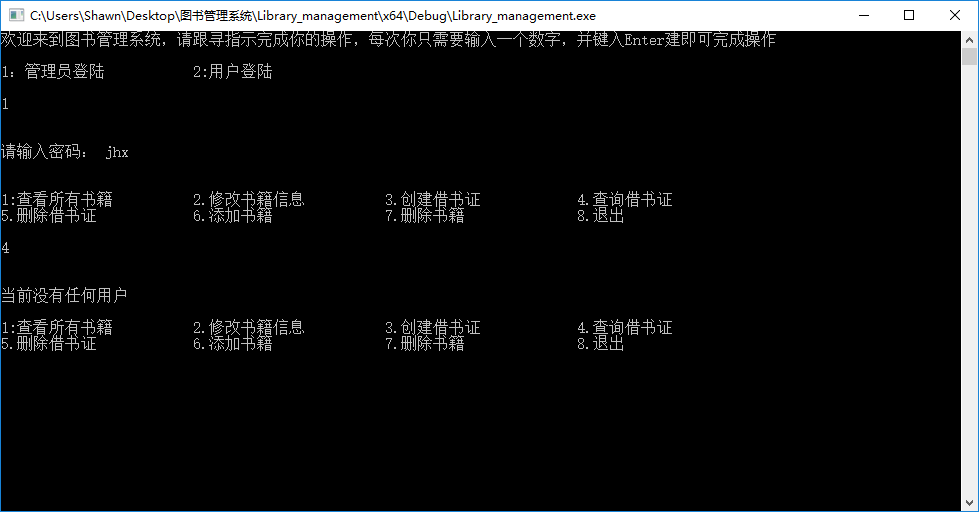 C:\Users\Shawn\Desktop\图书管理系统\Library_management\x64\Debug\Library_management.exe
欢迎来到图书管理系统，请跟寻指示完成你的操作，每次你只需要输入一个数字，并键入Enter建即可完成操作
1：管理员登陆 2:用户登陆
1
请输入密码： jhx
1:查看所有书籍 2.修改书籍信息 3.创建借书证 4.查询借书证
5.删除借书证 6.添加书籍 7.删除书籍 8.退出
4
当前没有任何用户
1:查看所有书籍 2.修改书籍信息 3.创建借书证 4.查询借书证
5.删除借书证 6.添加书籍 7.删除书籍 8.退出